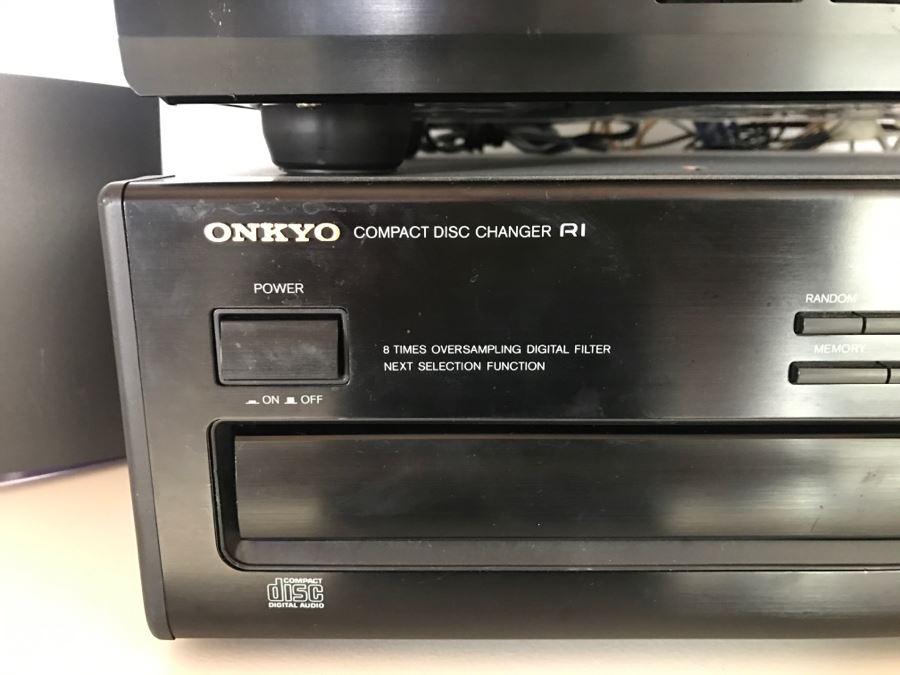 ONKYO COMPACT DISC CHANGER RI
POWER
RANDOM
8 TIMES OVERSAMPLING DIGITAL FILTER
NEXT SELECTION FUNCTION
MEMORY
ON OFF
COMPACT
disc
DIGITAL AUDIO